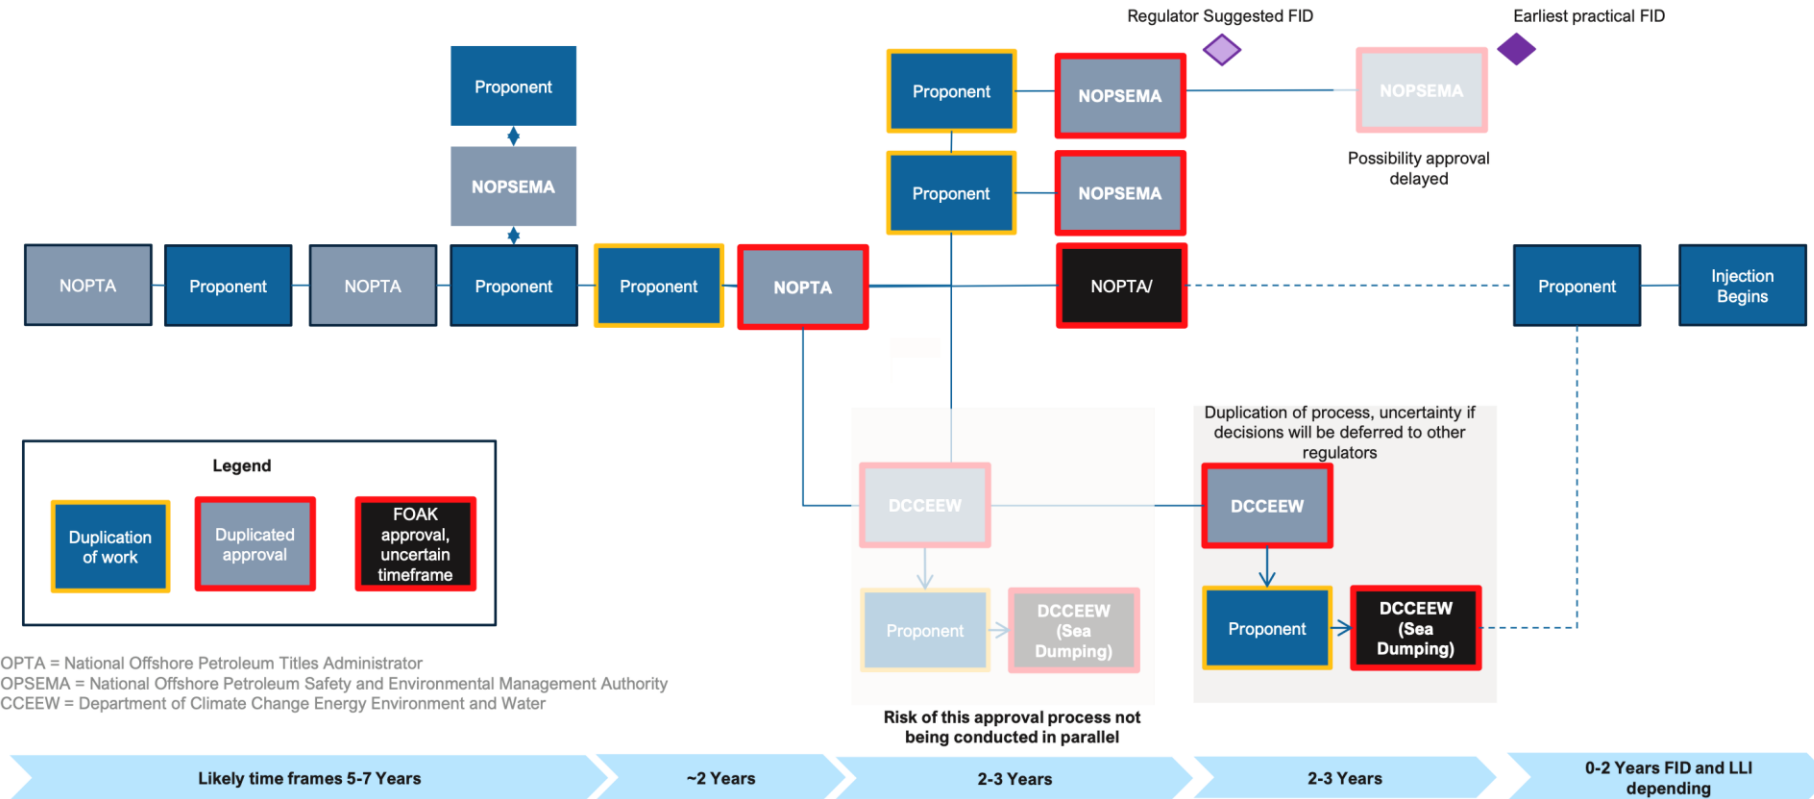 Regulator Suggested FID
Earliest practical FID
Proponent
Proponent
NOPSEMA
NOPSEMA
Possibility approval
delayed
NOPSEMA
Proponent
NOPSEMA
NOPTA
Proponent
NOPTA
Proponent
Proponent
NOPTA
NOPTA/
Proponent
Injection
Begins
Duplication of process, uncertainty if
decisions will be deferred to other
regulators
Legend
Duplication
of work
Duplicated
approval
FOAK
approval,
uncertain
timeframe
DCCEEW
DCCEEW
Proponent
DCCEEW
(Sea
Dumping)
Proponent
DCCEEW
(Sea
Dumping)
OPTA = National Offshore Petroleum Titles Administrator
OPSEMA = National Offshore Petroleum Safety and Environmental Management Authority
CCEEW = Department of Climate Change Energy Environment and Water
Risk of this approval process not
being conducted in parallel
Likely time frames 5-7 Years
~2 Years
2-3 Years
2-3 Years
0-2 Years FID and LLI
depending